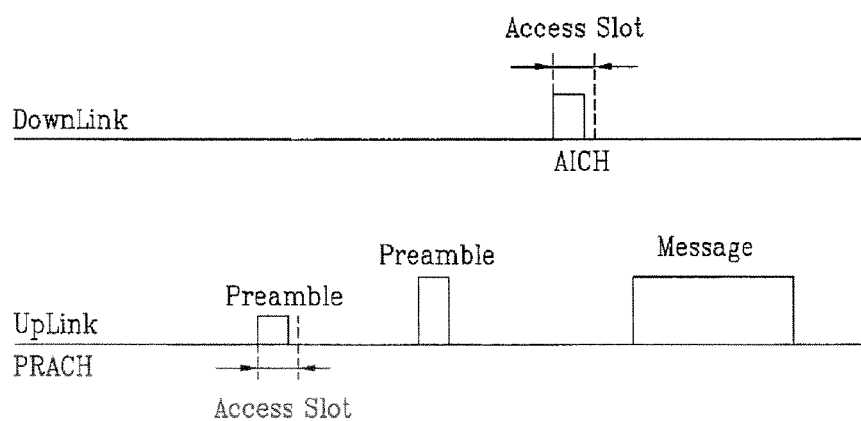 Access Slot
DownLink
AICH
Preamble
Message
Preamble
UpLink
PRACH
Access Slot